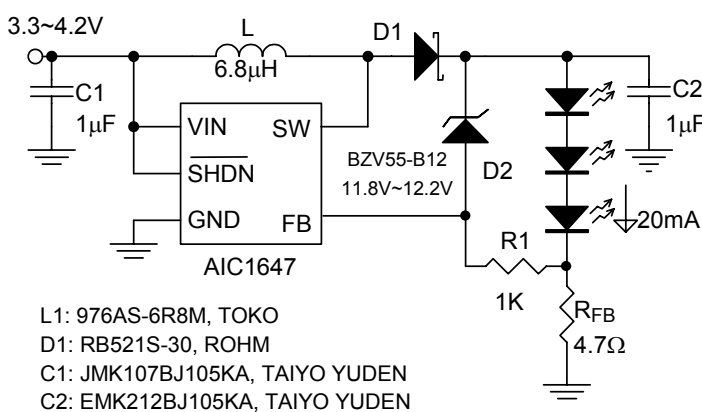 3.3~4.2V
L
6.8μH
D1
C1
1μF
VIN
SW
SHDN
GND
FB
AIC1647
BZV55-B12
11.8V~12.2V
D2
C2
1μF
20mA
R1
1K
RFB
4.7Ω
L1: 976AS-6R8M, TOKO
D1: RB521S-30, ROHM
C1: JMK107BJ105KA, TAIYO YUDEN
C2: EMK212BJ105KA, TAIYO YUDEN